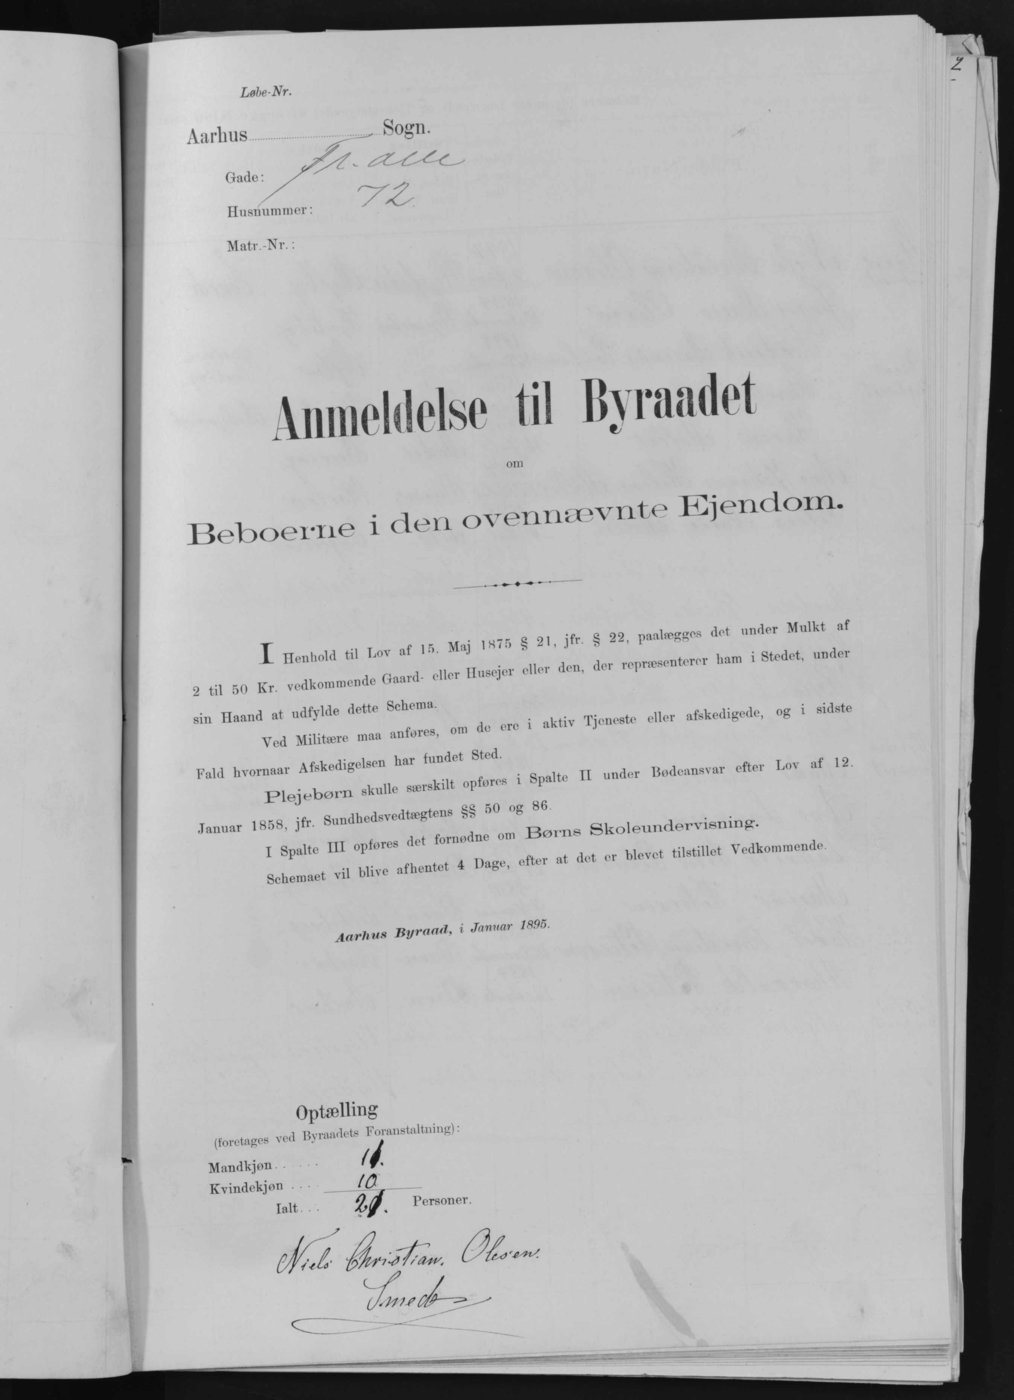 2
Løbe-Nr.
Aarhus Sogn.
Gade: Fr. alle
Husnummer: 72
Matr.-Nr.:
Anmeldelse til Byraadet
om
Beboerne i den ovennævnte Ejendom.
I Henhold til Lov af 15. Maj 1875 § 21, jfr. § 22, paalægges det under Mulkt af
2 til 50 Kr. vedkommende Gaard- eller Husejer eller den, der repræsenterer ham i Stedet, under
sin Haand at udfylde dette Schema.
Ved Militære maa anføres, om de ere i aktiv Tjeneste eller afskedigede, og i sidste
Fald hvornaar Afskedigelsen har fundet Sted.
Plejebørn skulle særskilt opføres i Spalte II under Bødeansvar efter Lov af 12.
Januar 1858, jfr. Sundhedsvedtægtens §§ 50 og 86.
I Spalte III opføres det fornødne om Børns Skoleundervisning.
Schemaet vil blive afhentet 4 Dage, efter at det er blevet tilstillet Vedkommende.
Aarhus Byraad, i Januar 1895.
Optælling
(foretages ved Byraadets Foranstaltning):
Mandkjøn . . . . . . 11.
Kvindekjøn . . . . 10
Ialt . . . 21. Personer.
Niels Christian. Olesen.
Smed